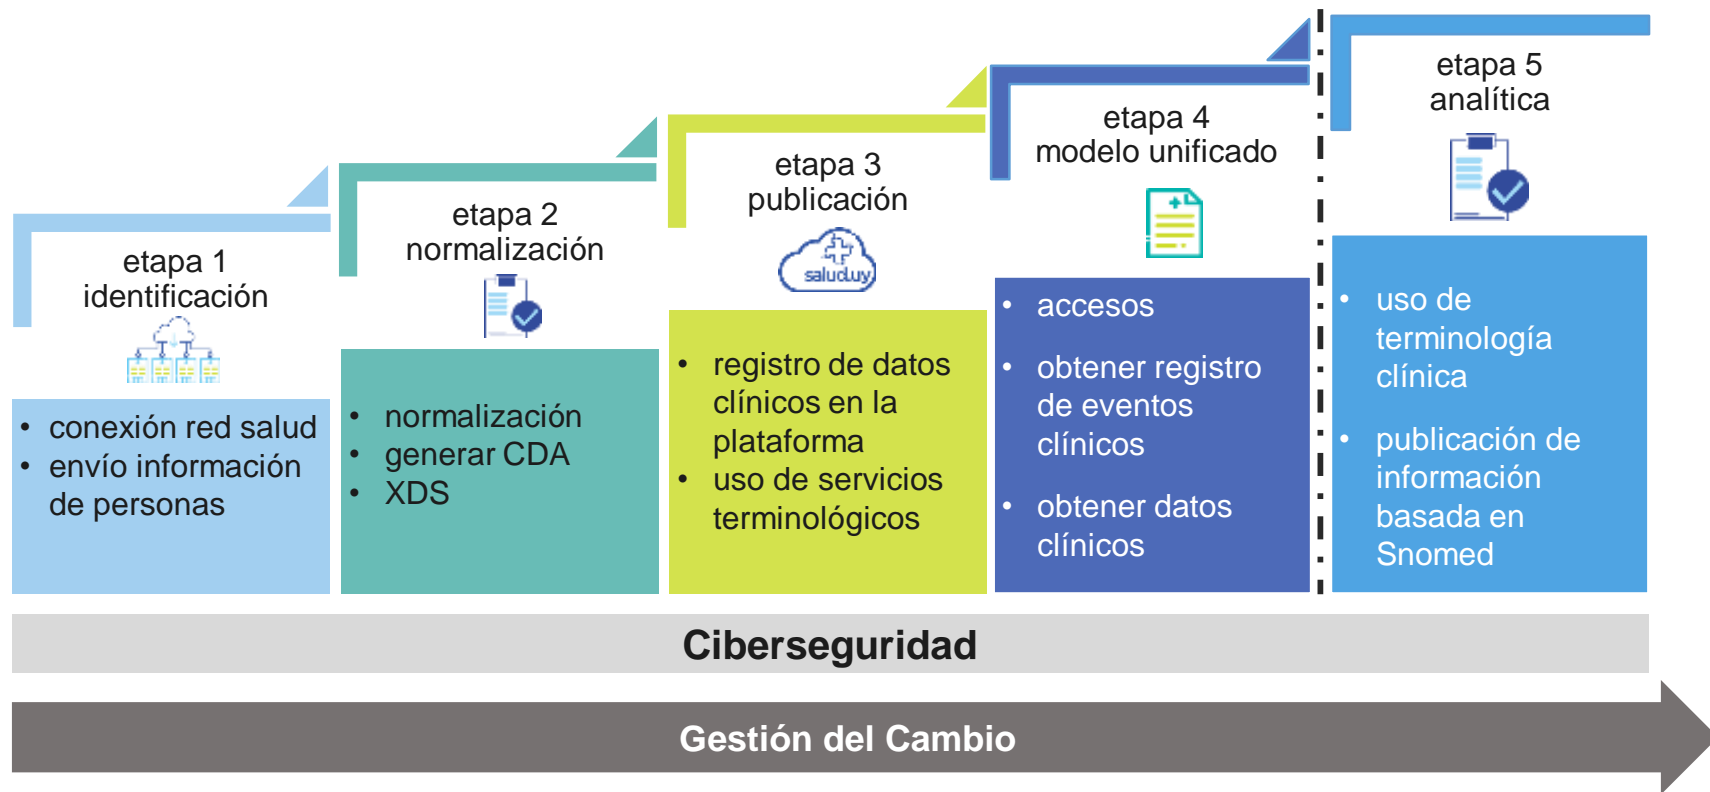 etapa 1
identificación
• conexión red salud
• envío información
de personas
etapa 2
normalización
• normalización
• generar CDA
• XDS
etapa 3
publicación
salud.uy
• registro de datos
clínicos en la
plataforma
• uso de servicios
terminológicos
etapa 4
modelo unificado
• accesos
• obtener registro
de eventos
clínicos
• obtener datos
clínicos
etapa 5
analítica
• uso de
terminología
clínica
• publicación de
información
basada en
Snomed
Ciberseguridad
Gestión del Cambio